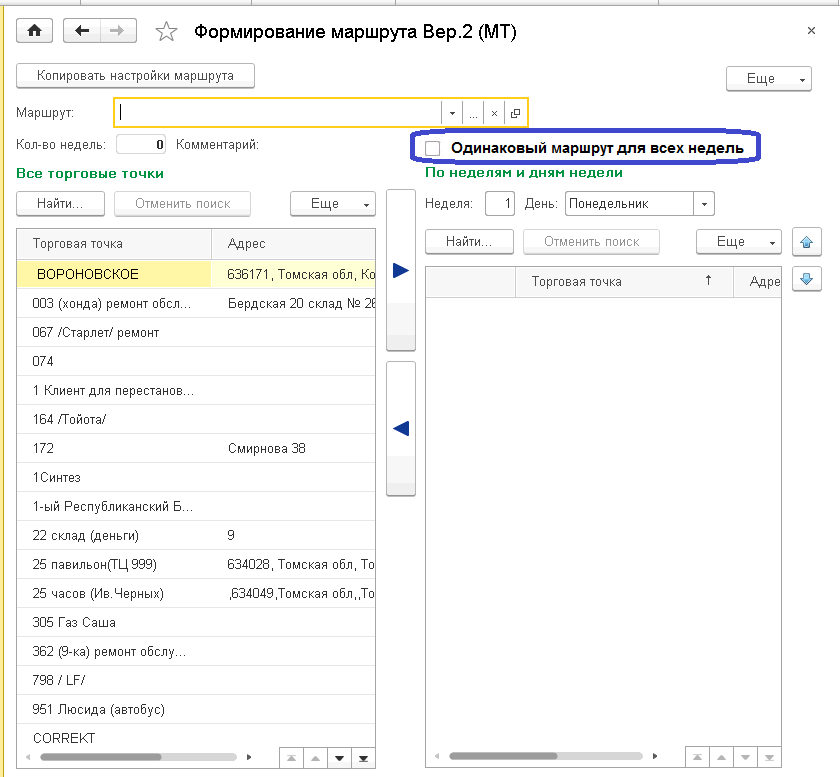 Формирование маршрута Вер.2 (МТ)
Копировать настройки маршрута
Еще
Маршрут:
Кол-во недель: 0 Комментарий:
Одинаковый маршрут для всех недель
Все торговые точки
По неделям и дням недели
Найти... Отменить поиск Еще
Неделя: 1 День: Понедельник
Найти... Отменить поиск Еще
Торговая точка Адрес
Торговая точка Адре
ВОРОНОВСКОЕ 636171, Томская обл, Ко
003 (хонда) ремонт обсл... Бердская 20 склад № 26
067 /Старлет/ ремонт
074
1 Клиент для перестанов...
164 /Тойота/
172 Смирнова 38
1Синтез
1-ый Республиканский Б...
22 склад (деньги) 9
25 павильон(ТЦ 999) 634028, Томская обл, То
25 часов (Ив.Черных) ,634049,Томская обл,,То
305 Газ Саша
362 (9-ка) ремонт обслу...
798 / LF/
951 Люсида (автобус)
CORREKT